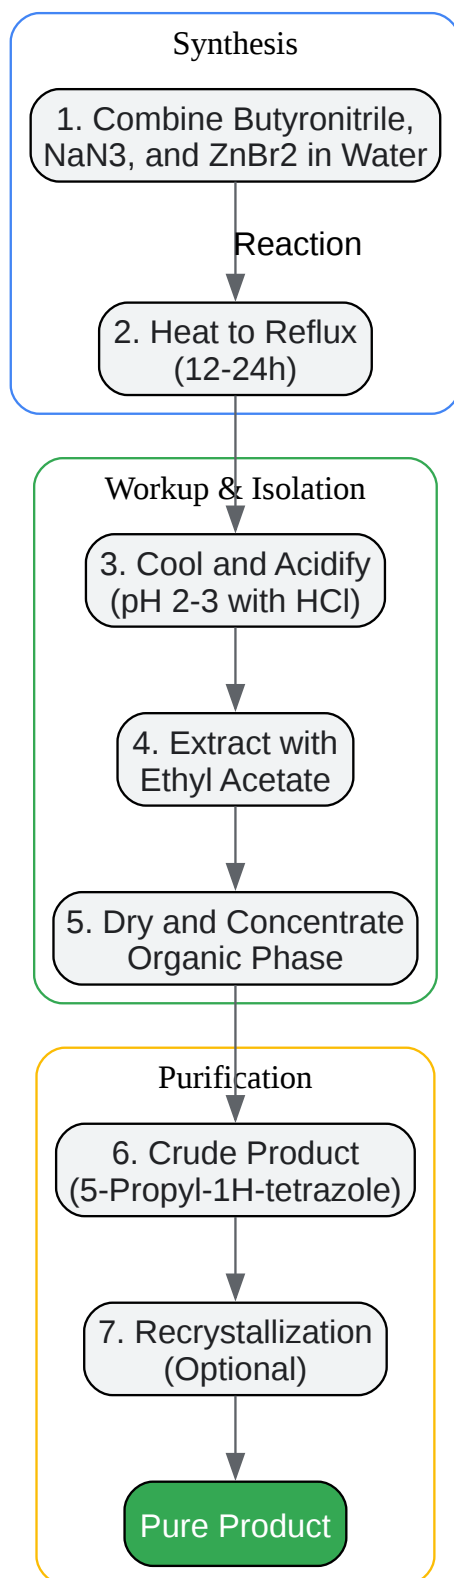 Synthesis
1. Combine Butyronitrile,
NaN3, and ZnBr2 in Water
Reaction
2. Heat to Reflux
(12-24h)
Workup & Isolation
3. Cool and Acidify
(pH 2-3 with HCl)
4. Extract with
Ethyl Acetate
5. Dry and Concentrate
Organic Phase
Purification
6. Crude Product
(5-Propyl-1H-tetrazole)
7. Recrystallization
(Optional)
Pure Product